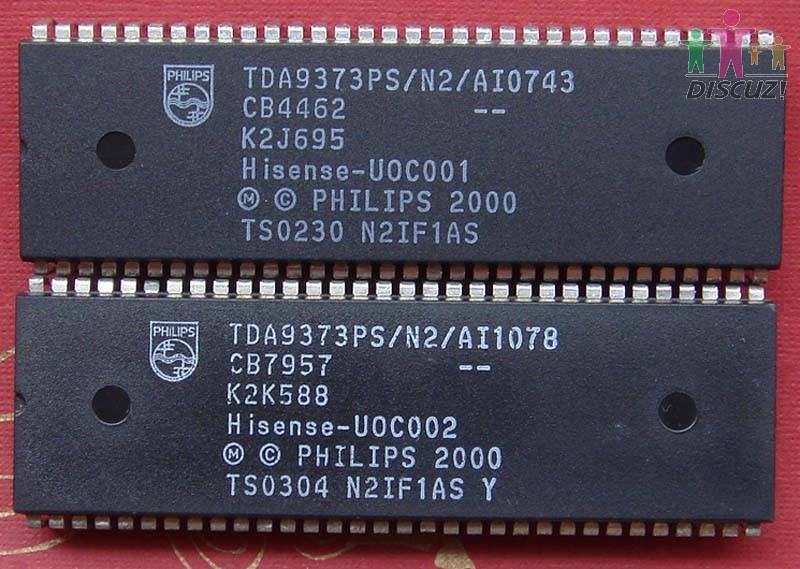 DISCUZ!
PHILIPS
TDA9373PS/N2/AI0743
CB4462 --
K2J695
Hisense-UOC001
Ⓜ © PHILIPS 2000
TS0230 N2IF1AS
PHILIPS
TDA9373PS/N2/AI1078
CB7957 --
K2K588
Hisense-UOC002
Ⓜ © PHILIPS 2000
TS0304 N2IF1AS Y